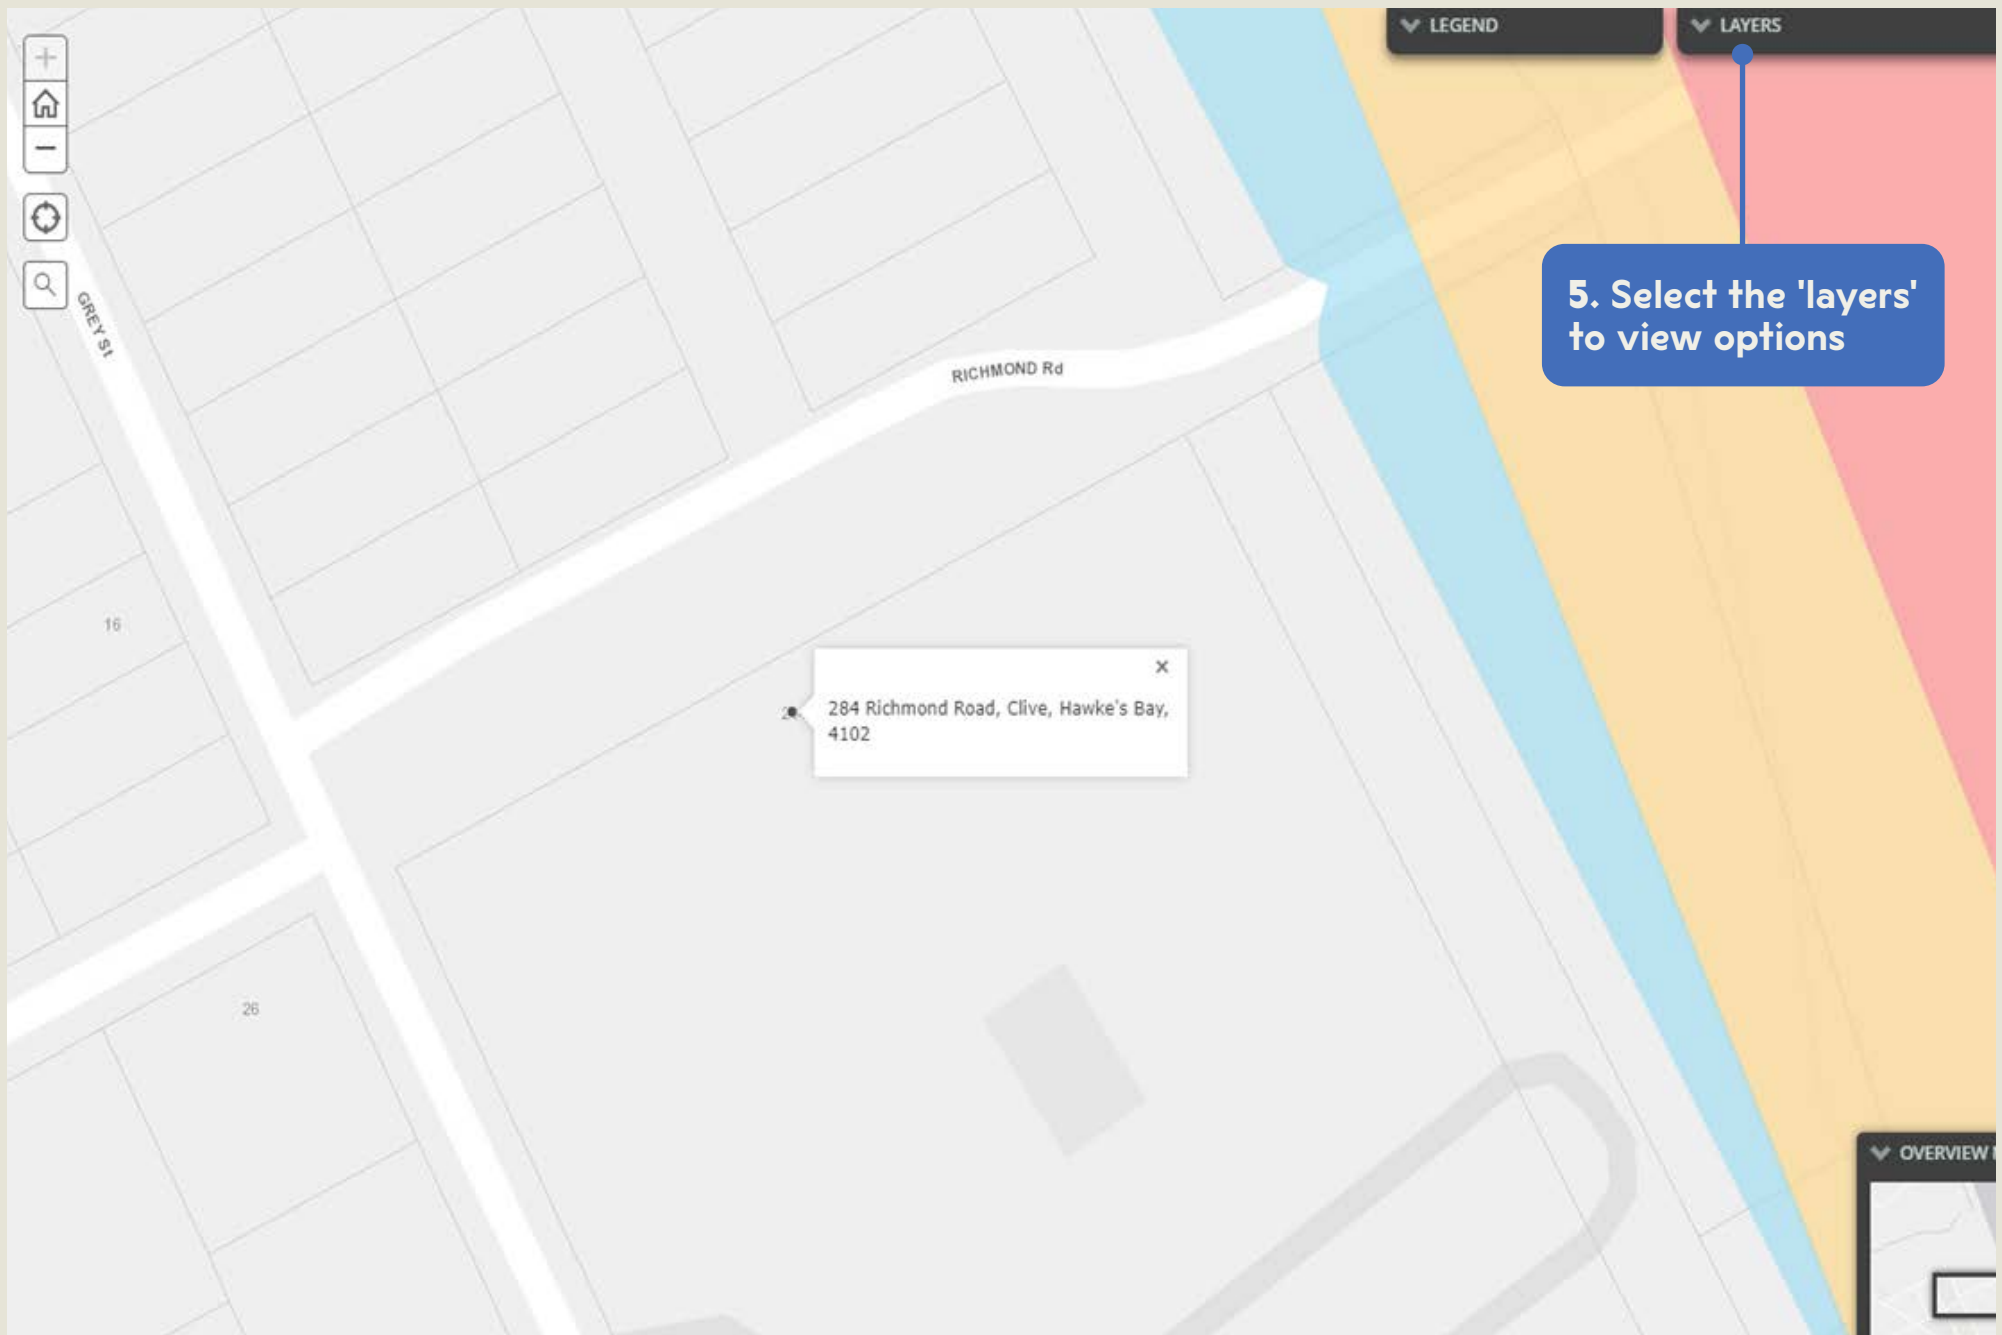 LEGEND
LAYERS
GREY St
RICHMOND Rd
5. Select the 'layers'
to view options
16
284 Richmond Road, Clive, Hawke's Bay,
4102
26
OVERVIEW